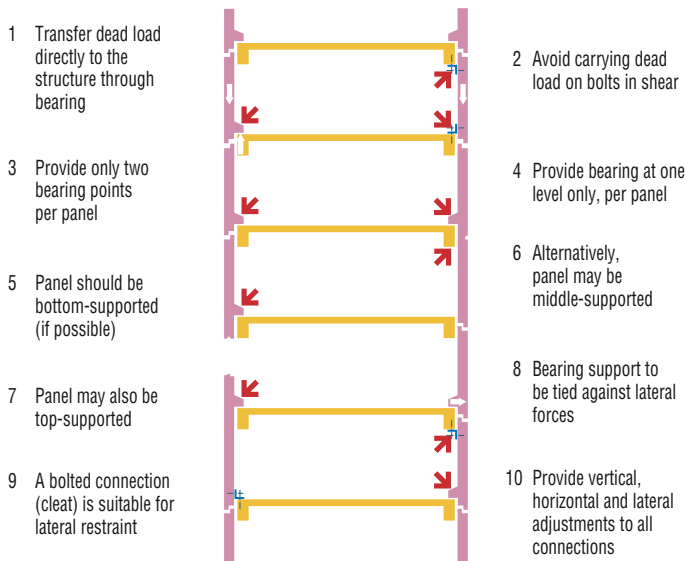 1 Transfer dead load
directly to the
structure through
bearing
2 Avoid carrying dead
load on bolts in shear
3 Provide only two
bearing points
per panel
4 Provide bearing at one
level only, per panel
5 Panel should be
bottom-supported
(if possible)
6 Alternatively,
panel may be
middle-supported
7 Panel may also be
top-supported
8 Bearing support to
be tied against lateral
forces
9 A bolted connection
(cleat) is suitable for
lateral restraint
10 Provide vertical,
horizontal and lateral
adjustments to all
connections